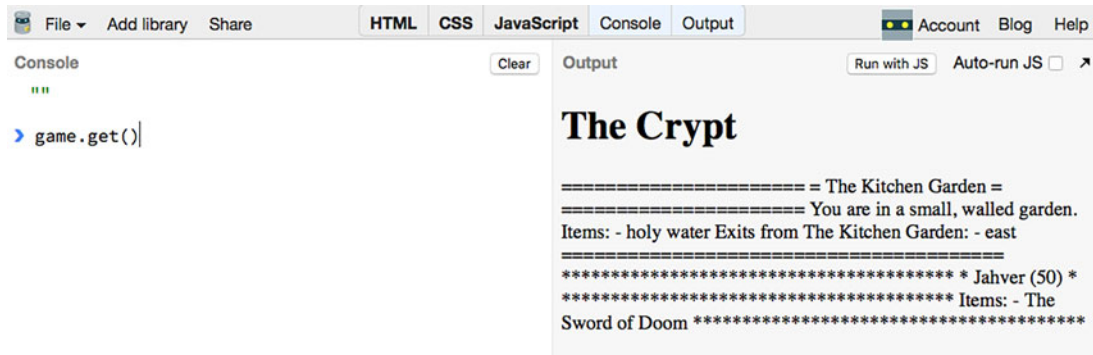 File Add library Share HTML CSS JavaScript Console Output Account Blog Help
Console Clear
""
> game.get()
Output Run with JS Auto-run JS
The Crypt
====================== = The Kitchen Garden =
====================== You are in a small, walled garden.
Items: - holy water Exits from The Kitchen Garden: - east
========================================
**************************************** * Jahver (50) *
**************************************** Items: - The
Sword of Doom ****************************************